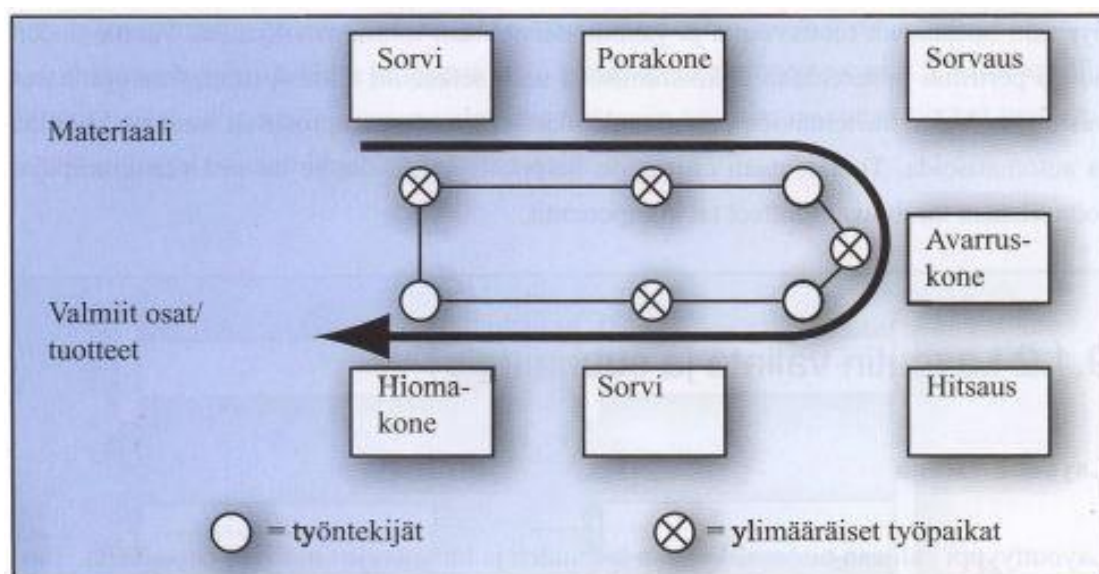 Sorvi
Porakone
Sorvaus
Materiaali
Avarrus-
kone
Valmiit osat/
tuotteet
Hioma-
kone
Sorvi
Hitsaus
= työntekijät
= ylimääräiset työpaikat